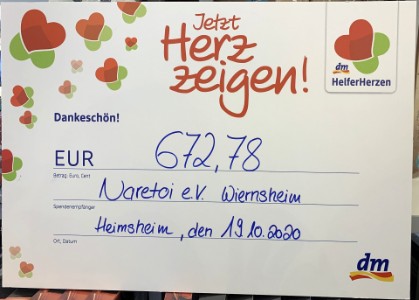 Jetzt
Herz
zeigen!
dm
HelferHerzen
Dankeschön!
EUR 672,78
Betrag, Euro, Cent
Naretoi e.V. Wiernsheim
Spendenempfänger
Heimsheim, den 19.10.2020
Ort, Datum
dm